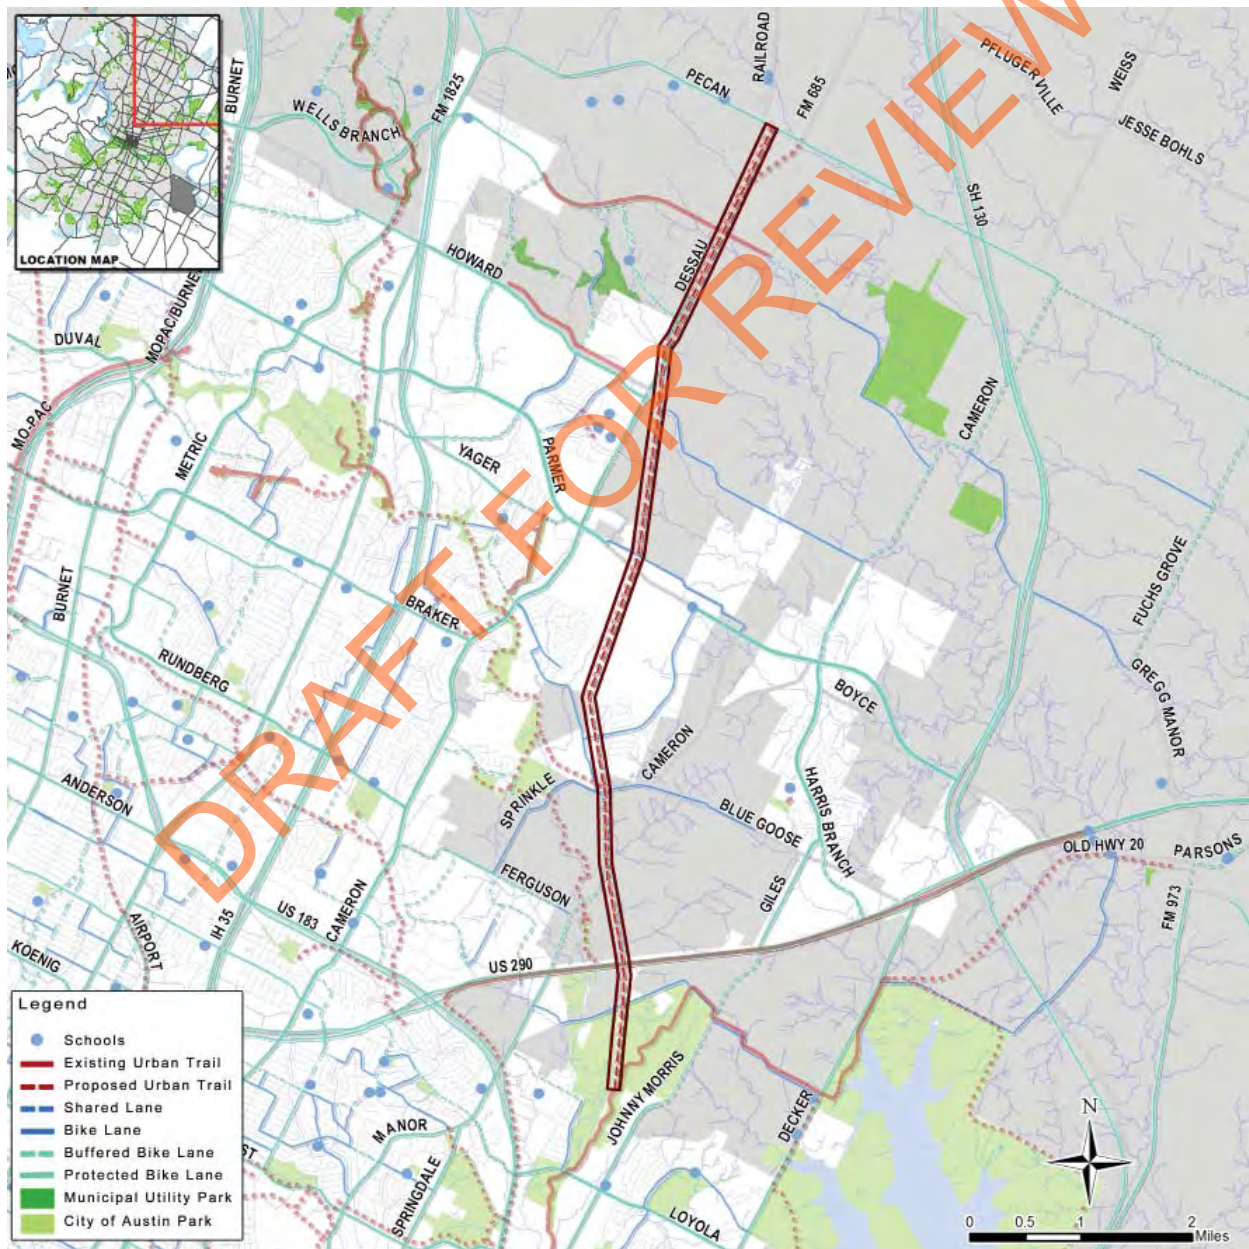 LOCATION MAP
BURNET
WELLS BRANCH
FM 1825
PECAN
RAILROAD
FM 685
PFLUGERVILLE
WEISS
JESSE BOHLS
SH 130
HOWARD
DESSAU
DUVAL
MOPAC/BURNET
MO-PAC
METRIC
YAGER
PARMER
CAMERON
BURNET
BRAKER
RUNDBERG
FUCHS GROVE
GREGG MANOR
BOYCE
ANDERSON
SPRINKLE
CAMERON
BLUE GOOSE
HARRIS BRANCH
OLD HWY 20
PARSONS
FERGUSON
GILES
FM 973
AIRPORT
IH 35
US 183
CAMERON
KOENIG
US 290
JOHNNY MORRIS
DECKER
MANOR
ST
SPRINGDALE
LOYOLA
DRAFT FOR REVIEW
Legend
Schools
Existing Urban Trail
Proposed Urban Trail
Shared Lane
Bike Lane
Buffered Bike Lane
Protected Bike Lane
Municipal Utility Park
City of Austin Park
N
0 0.5 1 2
Miles